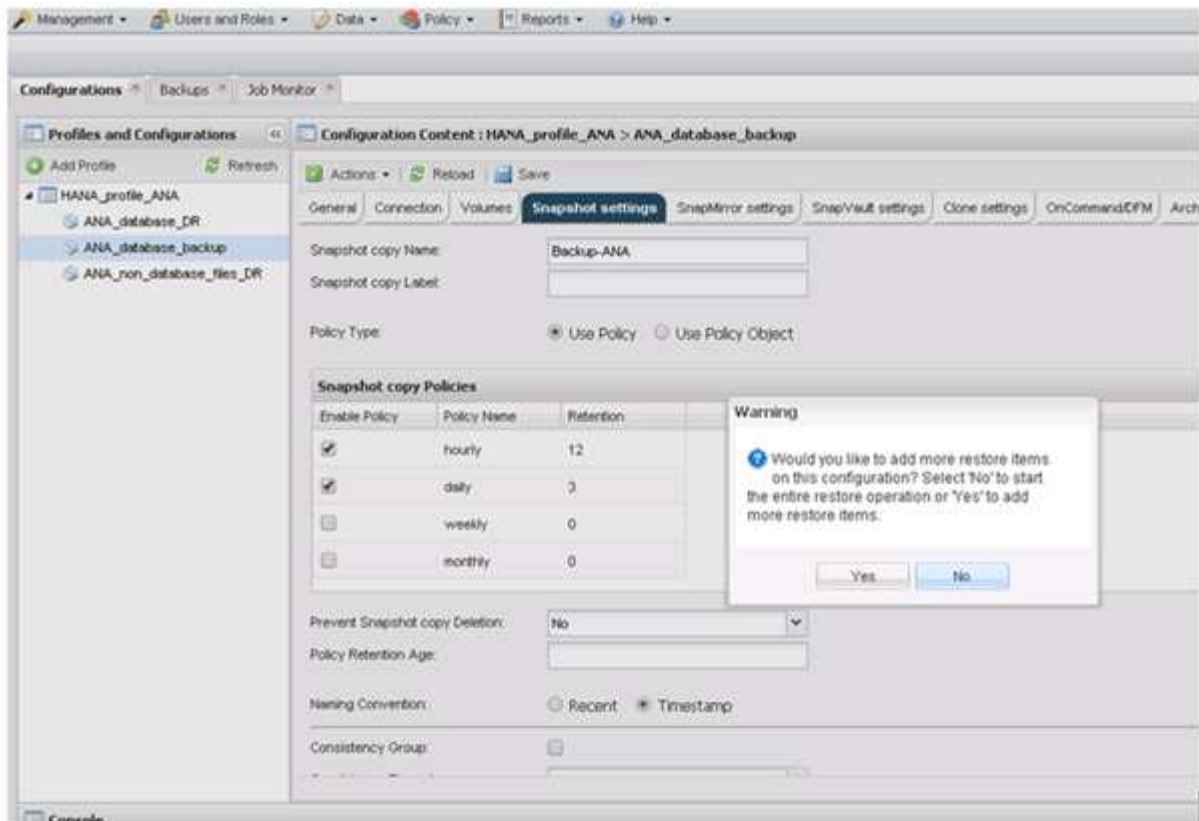 Management Users and Roles Data Policy Reports Help
Configurations Backups Job Monitor
Profiles and Configurations
Add Profile Refresh
HANA_profile_ANA
ANA_database_DR
ANA_database_backup
ANA_non_database_files_DR
Configuration Content : HANA_profile_ANA > ANA_database_backup
Actions Reload Save
General Connection Volumes Snapshot settings SnapMirror settings SnapVault settings Clone settings OnCommand/DFM Arch
Snapshot copy Name: Backup-ANA
Snapshot copy Label:
Policy Type: Use Policy Use Policy Object
Snapshot copy Policies
Enable Policy Policy Name Retention
hourly 12
daily 3
weekly 0
monthly 0
Warning
Would you like to add more restore items
on this configuration? Select 'No' to start
the entire restore operation or 'Yes' to add
more restore items.
Yes No
Prevent Snapshot copy Deletion: No
Policy Retention Age:
Naming Convention: Recent Timestamp
Consistency Group:
Console